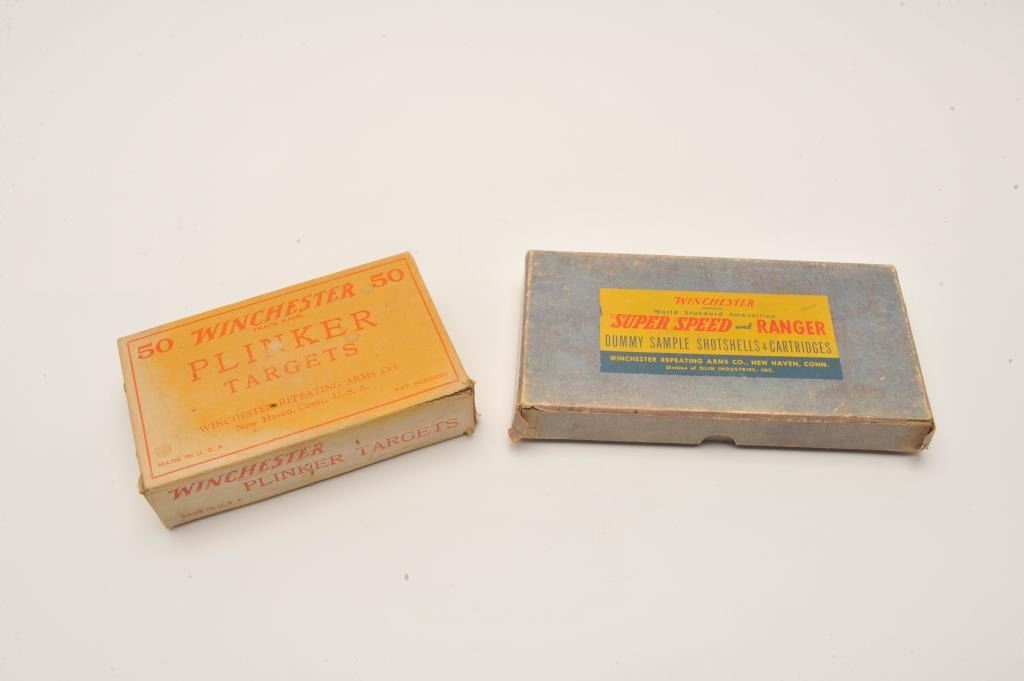 50 WINCHESTER 50
TRADE MARK
PLINKER
TARGETS
WINCHESTER REPEATING ARMS CO.
New Haven, Conn., U. S. A.
MADE IN U. S. A. PAT. PENDING
WINCHESTER
PLINKER TARGETS
MADE IN U.S.A.
WINCHESTER
World Standard Ammunition
SUPER SPEED and RANGER
DUMMY SAMPLE SHOTSHELLS & CARTRIDGES
WINCHESTER REPEATING ARMS CO., NEW HAVEN, CONN.
Division of OLIN INDUSTRIES, INC.